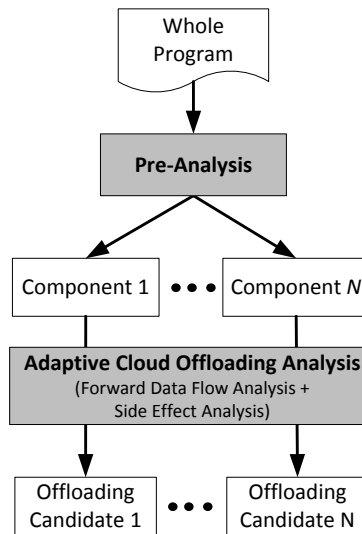 Whole
Program
Pre-Analysis
Component 1
Component N
Adaptive Cloud Offloading Analysis
(Forward Data Flow Analysis +
Side Effect Analysis)
Offloading
Candidate 1
Offloading
Candidate N